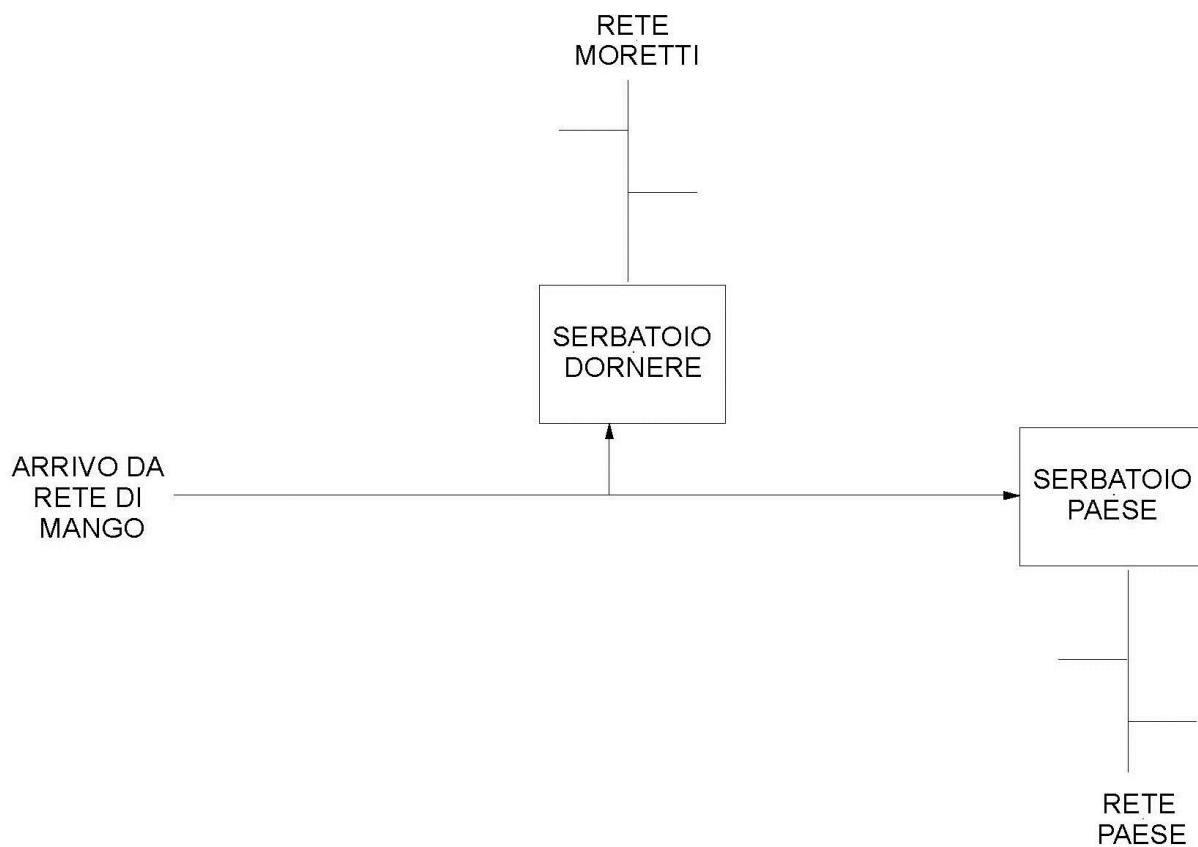 RETE
MORETTI
SERBATOIO
DORNERE
ARRIVO DA
RETE DI
MANGO
SERBATOIO
PAESE
RETE
PAESE